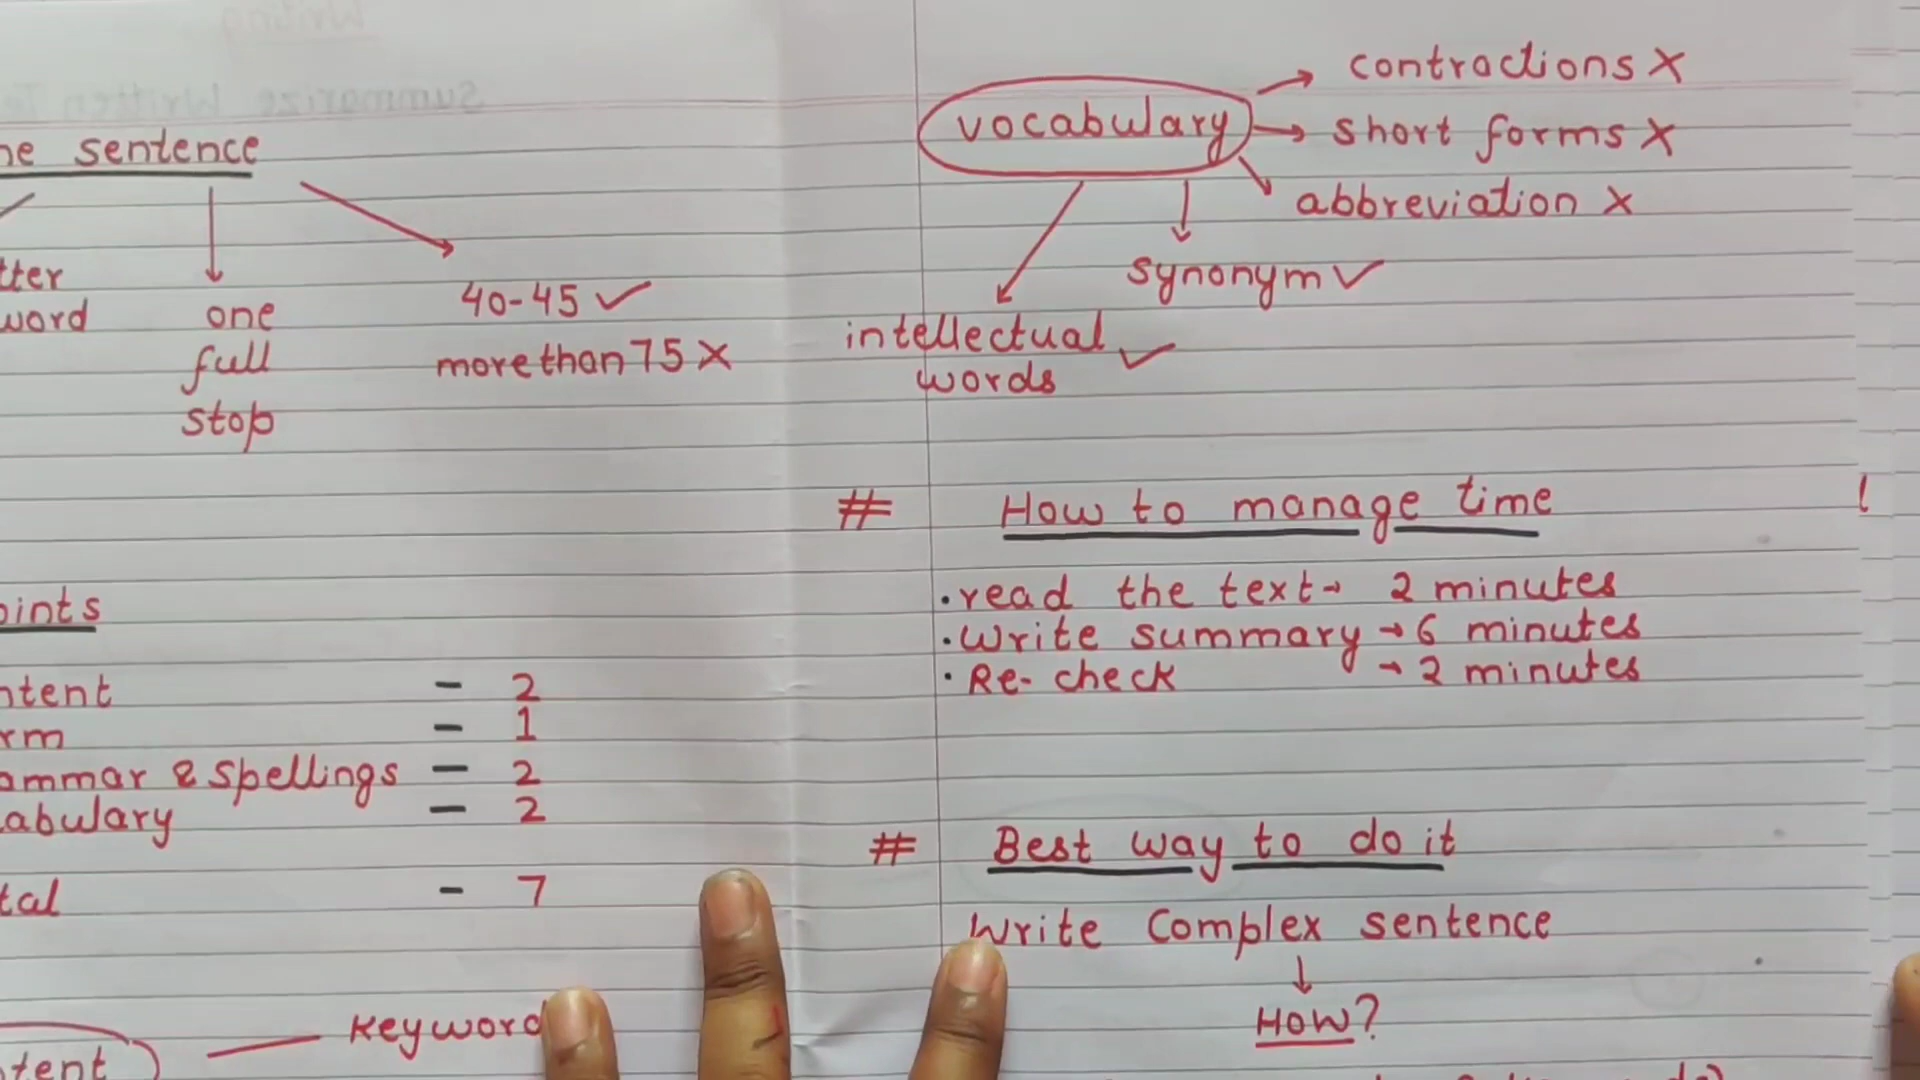 ne sentence
tter
word
one
full
stop
40-45 ✓
more than 75 X
oints
ntent - 2
rm - 1
ammar & spellings - 2
abulary - 2
tal - 7
tent
keyword
vocabulary
contractions X
short forms X
abbreviation X
synonym ✓
intellectual ✓
words
# How to manage time
• read the text → 2 minutes
• Write summary → 6 minutes
• Re-check → 2 minutes
# Best way to do it
Write Complex sentence
↓
How?